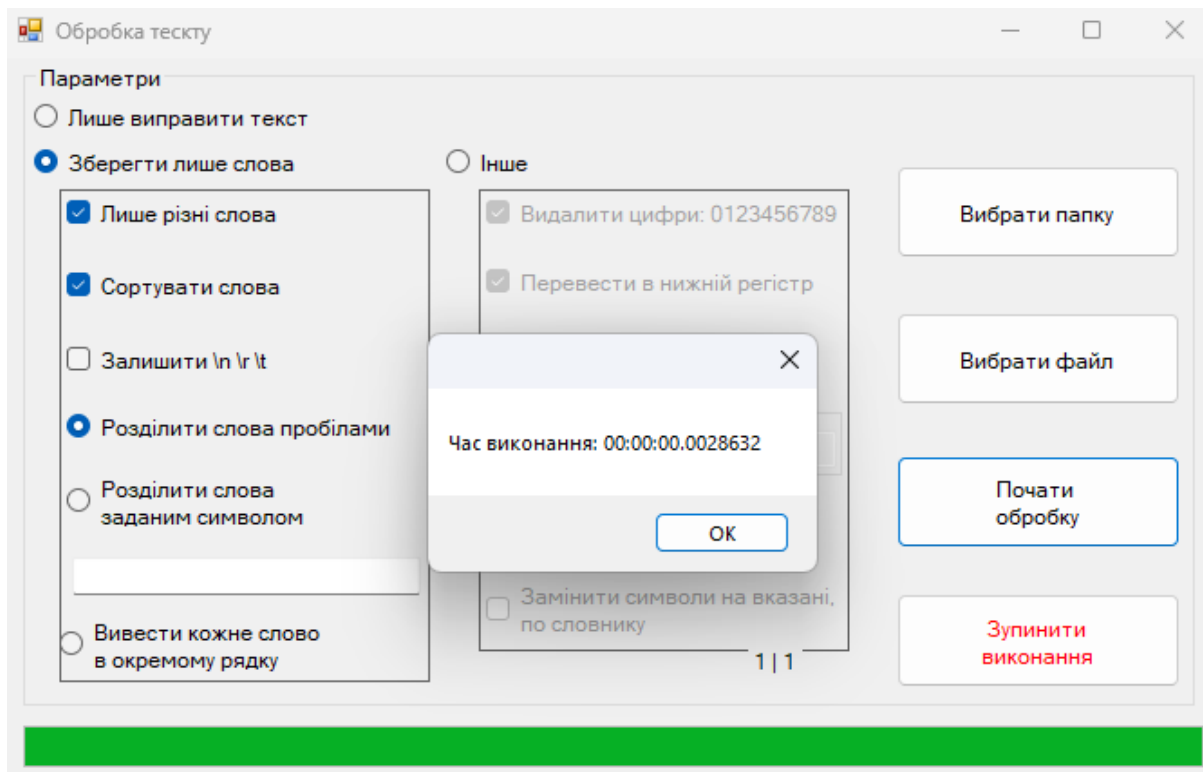 Обробка тескту
Параметри
Лише виправити текст
Зберегти лише слова
Лише різні слова
Сортувати слова
Залишити \n \r \t
Розділити слова пробілами
Розділити слова
заданим символом
Вивести кожне слово
в окремому рядку
Інше
Видалити цифри: 0123456789
Перевести в нижній регістр
Замінити символи на вказані,
по словнику
1 | 1
Час виконання: 00:00:00.0028632
ОК
Вибрати папку
Вибрати файл
Почати
обробку
Зупинити
виконання